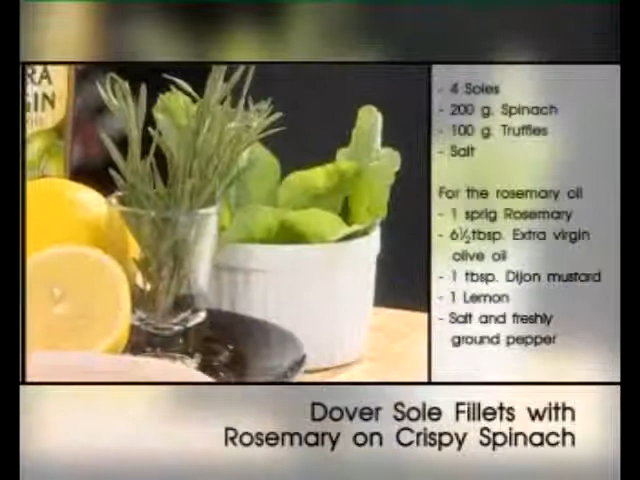 RA
GIN
- 4 Soles
- 200 g. Spinach
- 100 g. Truffles
- Salt
For the rosemary oil
- 1 sprig Rosemary
- 6½tbsp. Extra virgin
olive oil
- 1 tbsp. Dijon mustard
- 1 Lemon
- Salt and freshly
ground pepper
Dover Sole Fillets with
Rosemary on Crispy Spinach